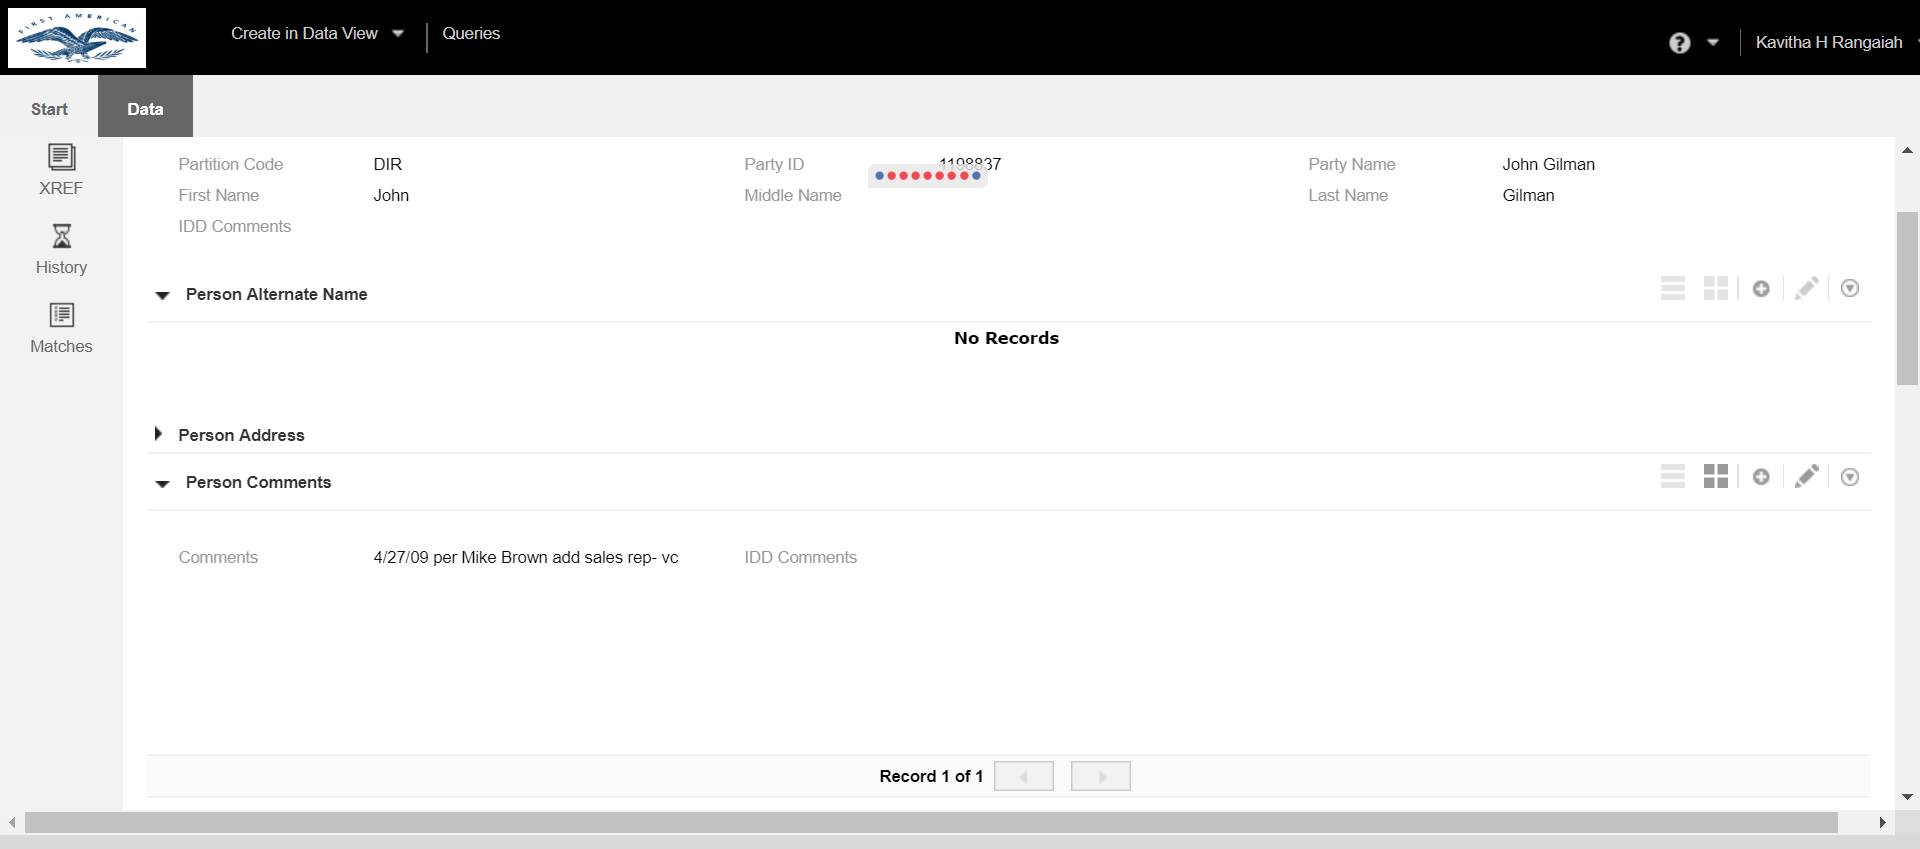 FIRST AMERICAN
Create in Data View
Queries
?
Kavitha H Rangaiah
Start
Data
XREF
History
Matches
Partition Code DIR Party ID 1198837 Party Name John Gilman
First Name John Middle Name Last Name Gilman
IDD Comments
Person Alternate Name
No Records
Person Address
Person Comments
Comments 4/27/09 per Mike Brown add sales rep- vc IDD Comments
Record 1 of 1